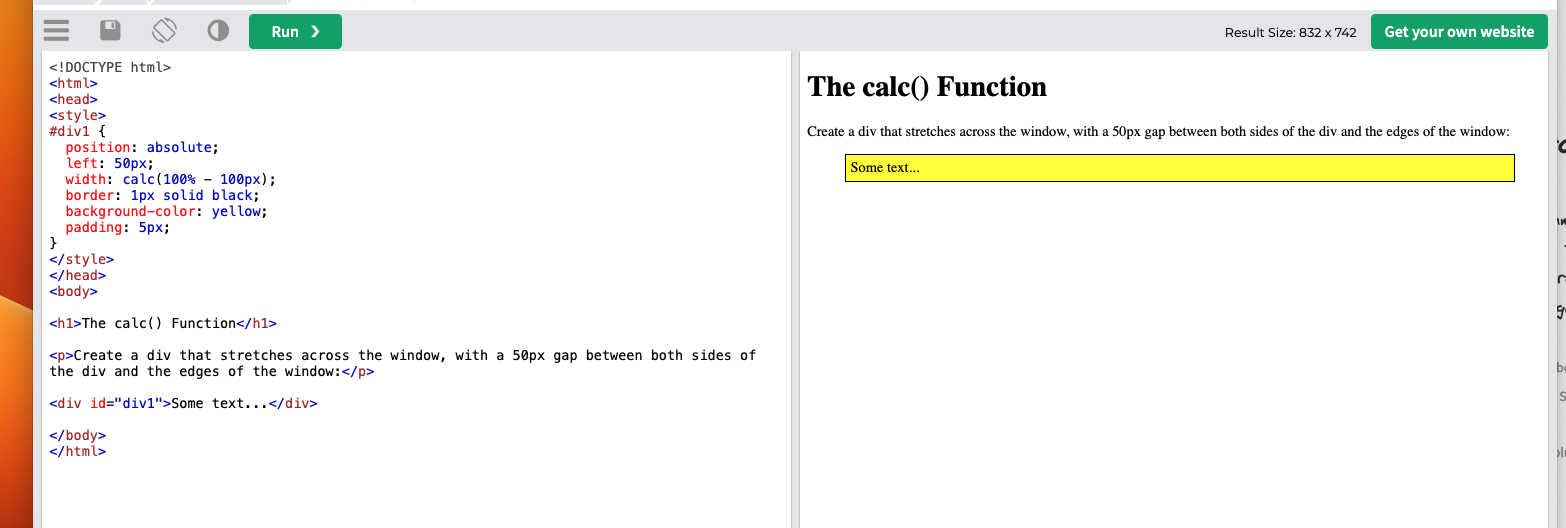 Run ❯
Result Size: 832 x 742
Get your own website
<!DOCTYPE html>
<html>
<head>
<style>
#div1 {
  position: absolute;
  left: 50px;
  width: calc(100% - 100px);
  border: 1px solid black;
  background-color: yellow;
  padding: 5px;
}
</style>
</head>
<body>

<h1>The calc() Function</h1>

<p>Create a div that stretches across the window, with a 50px gap between both sides of
the div and the edges of the window:</p>

<div id="div1">Some text...</div>

</body>
</html>
The calc() Function
Create a div that stretches across the window, with a 50px gap between both sides of the div and the edges of the window:
Some text...